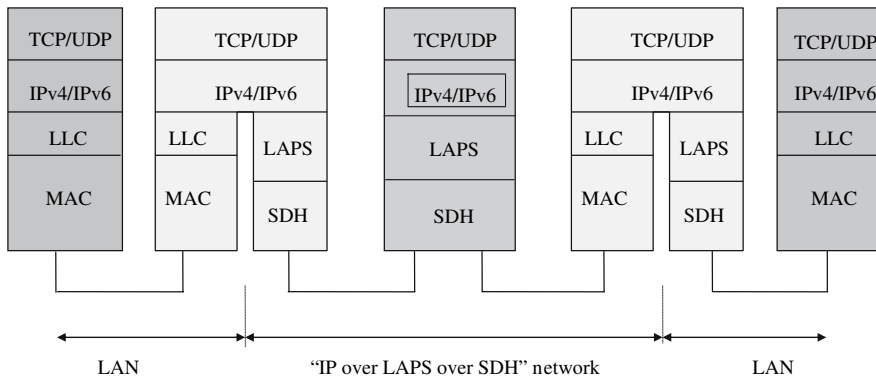 TCP/UDP TCP/UDP TCP/UDP TCP/UDP TCP/UDP
IPv4/IPv6 IPv4/IPv6 IPv4/IPv6 IPv4/IPv6 IPv4/IPv6
LLC LLC LAPS LAPS LLC LAPS LLC
MAC MAC SDH SDH MAC SDH MAC
LAN “IP over LAPS over SDH” network LAN